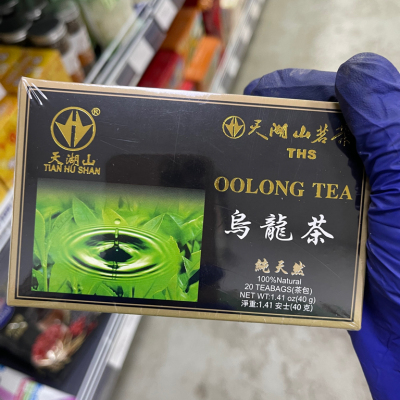 ®
天湖山
TIAN HU SHAN
天湖山茗茶
THS
OOLONG TEA
烏龍茶
純天然
100%Natural
20 TEABAGS(茶包)
NET WT:1.41 oz(40 g)
淨重:1.41 安士(40 克)